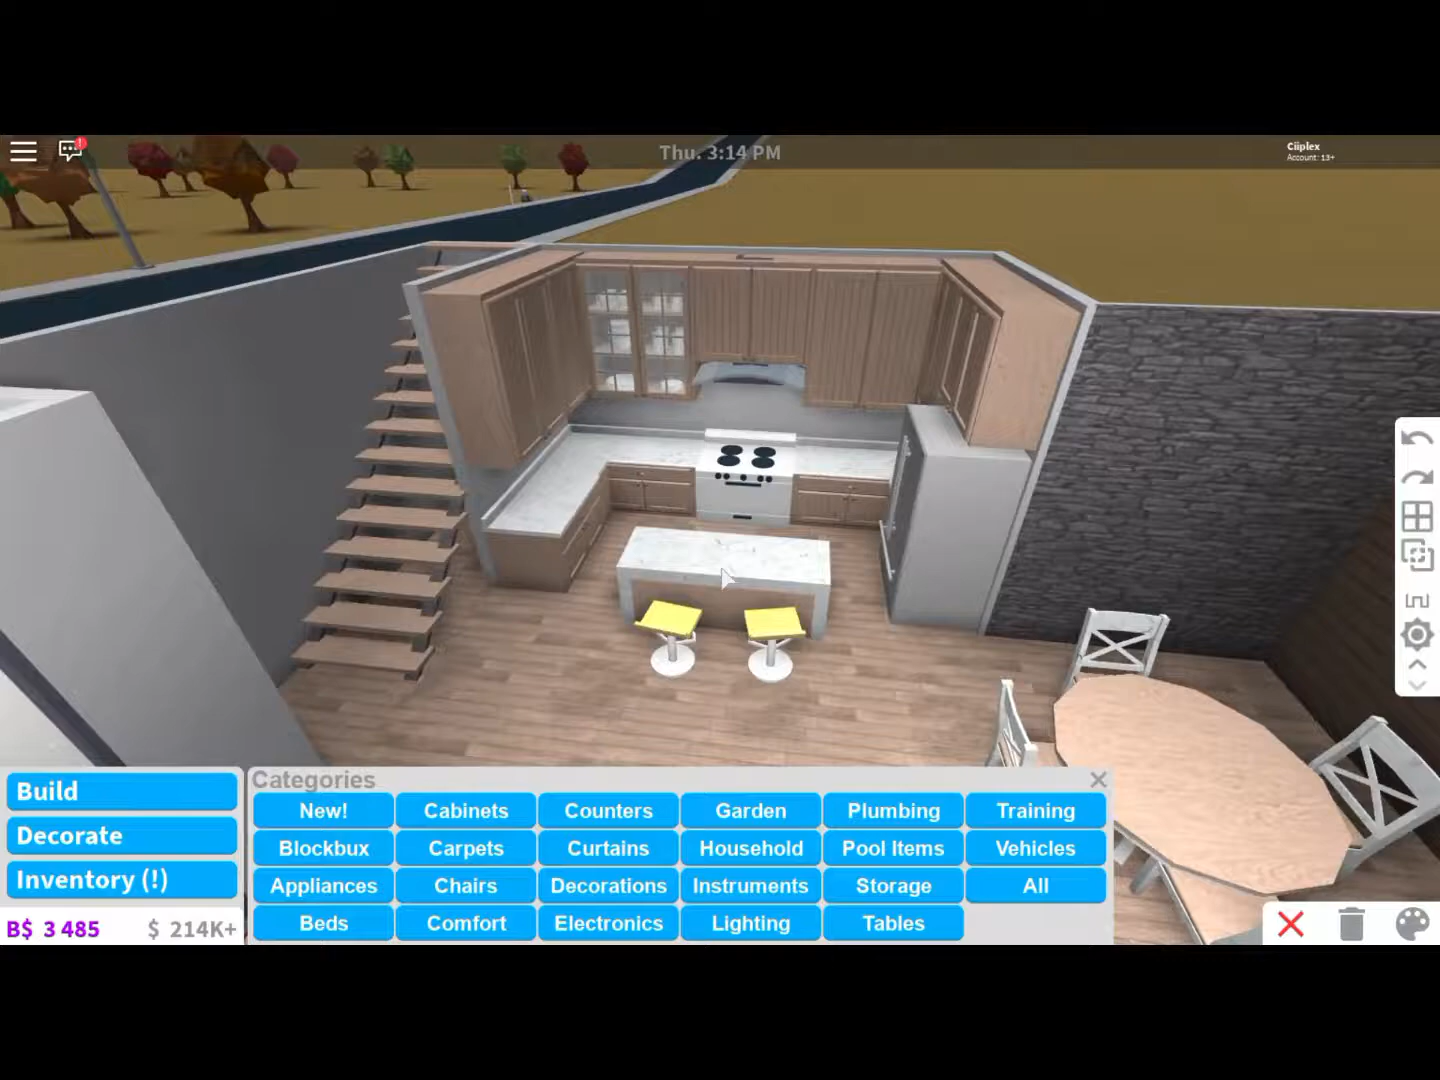 Thu. 3:14 PM
Ciiplex
Account: 13+
Build
Decorate
Inventory (!)
B$ 3 485 $ 214K+
Categories
New! Cabinets Counters Garden Plumbing Training
Blockbux Carpets Curtains Household Pool Items Vehicles
Appliances Chairs Decorations Instruments Storage All
Beds Comfort Electronics Lighting Tables